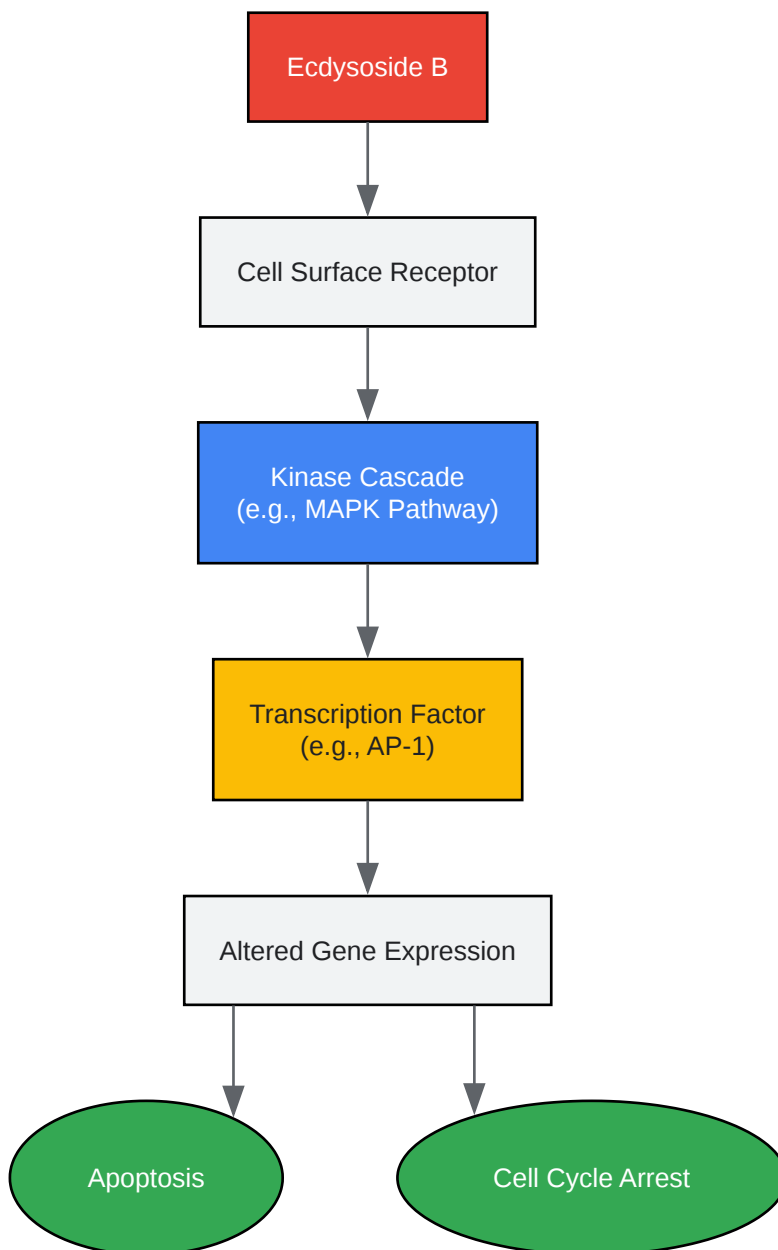 Ecdysoside B
Cell Surface Receptor
Kinase Cascade
(e.g., MAPK Pathway)
Transcription Factor
(e.g., AP-1)
Altered Gene Expression
Apoptosis
Cell Cycle Arrest